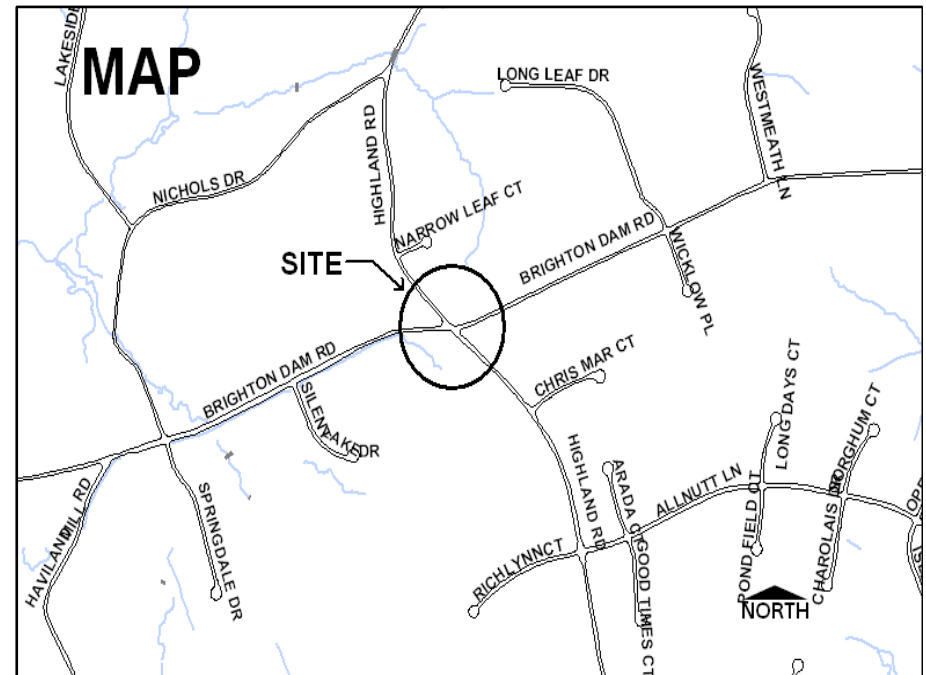 LAKESIDE
MAP
LONG LEAF DR
WESTMEATH LN
HIGHLAND RD
NICHOLS DR
NARROW LEAF CT
SITE
BRIGHTON DAM RD
WICKLOW PL
BRIGHTON DAM RD
CHRIS MAR CT
SILENT LAKE DR
LONG DAYS CT
SORGHUM CT
HIGHLAND RD
ARADA CT
ALLNUTT LN
HAVILAND MILL RD
SPRINGDALE DR
RICHLYNN CT
GOOD TIMES CT
POND FIELD CT
CHAROLAIS DR
NORTH